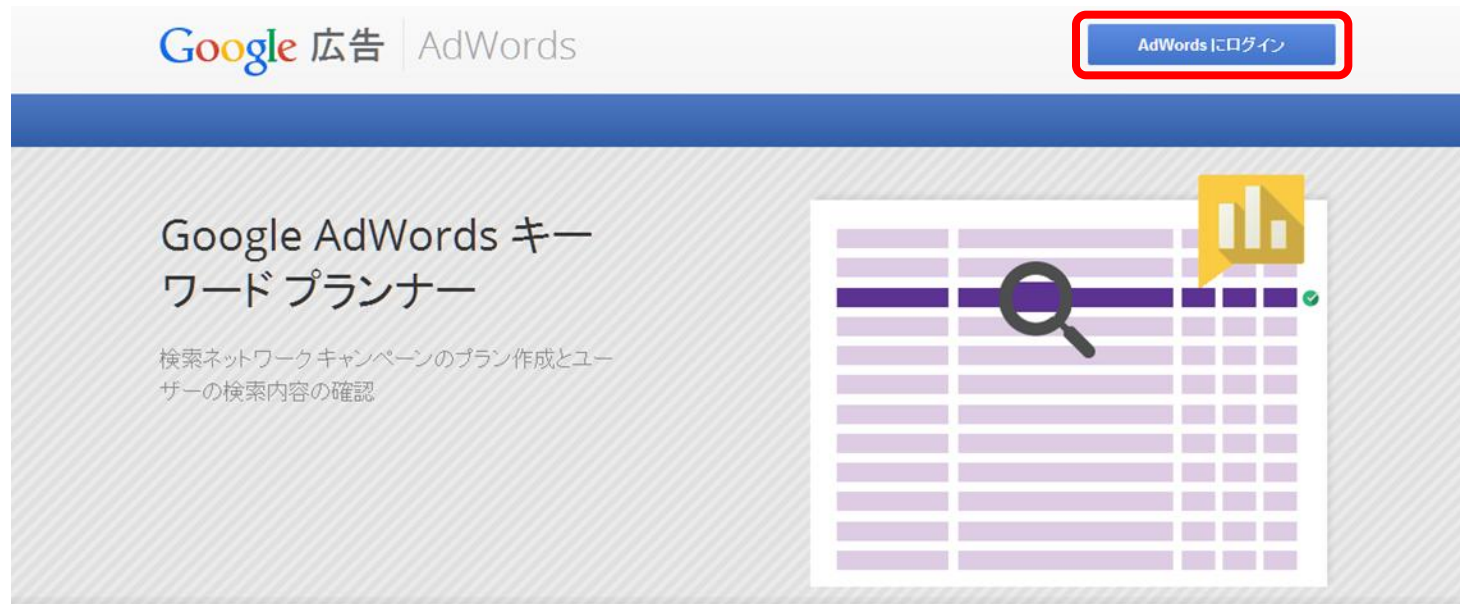 Google 広告 AdWords
AdWords にログイン
Google AdWords キー
ワード プランナー
検索ネットワーク キャンペーンのプラン作成とユー
ザーの検索内容の確認